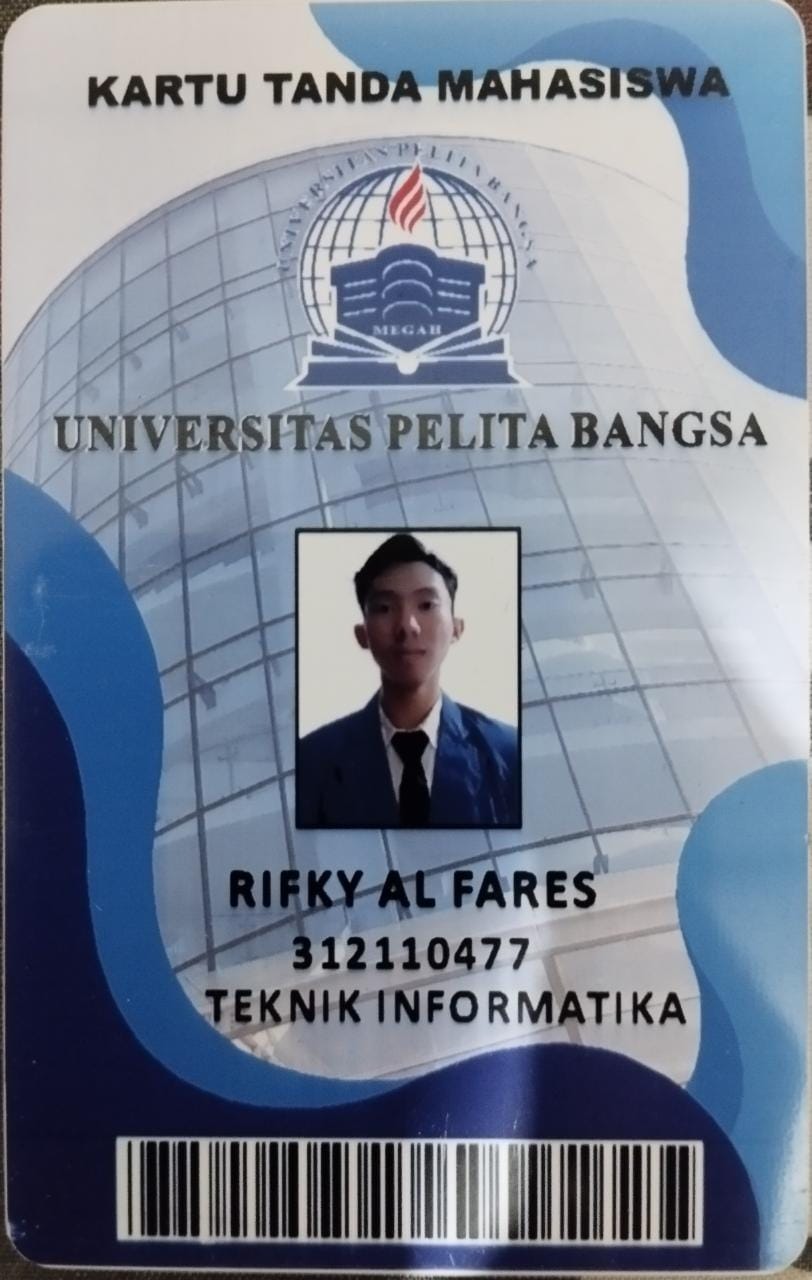 KARTU TANDA MAHASISWA
UNIVERSITAS PELITA BANGSA
MEGAH
UNIVERSITAS PELITA BANGSA
RIFKY AL FARES
312110477
TEKNIK INFORMATIKA